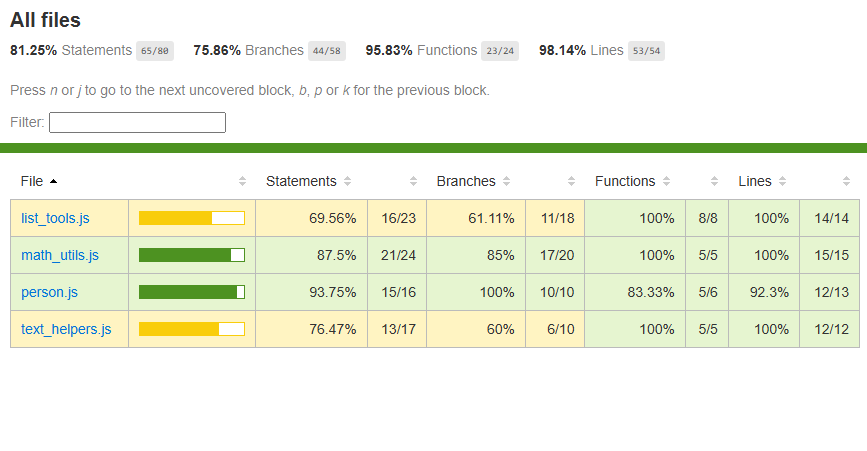 All files
81.25% Statements 65/80 75.86% Branches 44/58 95.83% Functions 23/24 98.14% Lines 53/54
Press n or j to go to the next uncovered block, b, p or k for the previous block.
Filter:
File Statements Branches Functions Lines
list_tools.js 69.56% 16/23 61.11% 11/18 100% 8/8 100% 14/14
math_utils.js 87.5% 21/24 85% 17/20 100% 5/5 100% 15/15
person.js 93.75% 15/16 100% 10/10 83.33% 5/6 92.3% 12/13
text_helpers.js 76.47% 13/17 60% 6/10 100% 5/5 100% 12/12